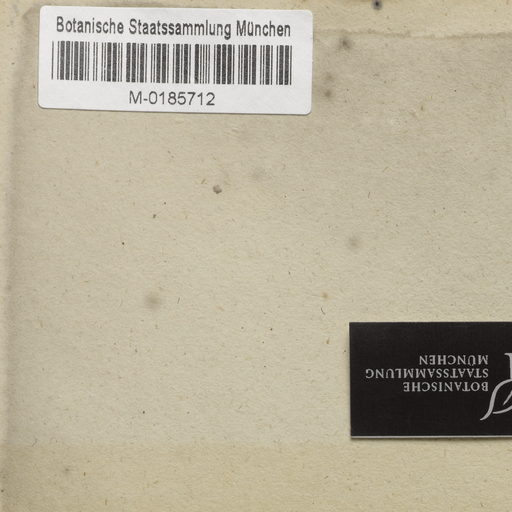 Botanische Staatssammlung München
M-0185712
BOTANISCHE
STAATSSAMMLUNG
MÜNCHEN